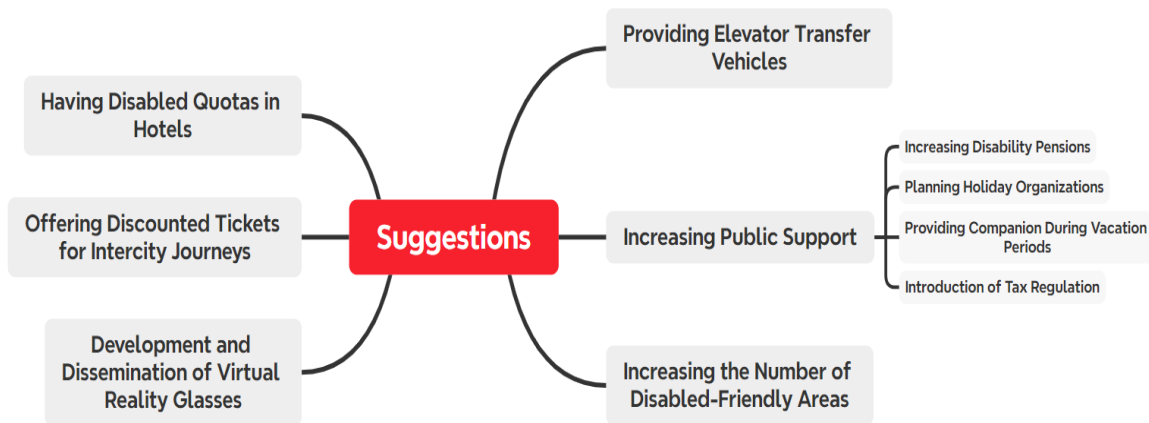 Suggestions
Providing Elevator Transfer
Vehicles
Increasing Public Support
Increasing Disability Pensions
Planning Holiday Organizations
Providing Companion During Vacation
Periods
Introduction of Tax Regulation
Increasing the Number of
Disabled-Friendly Areas
Having Disabled Quotas in
Hotels
Offering Discounted Tickets
for Intercity Journeys
Development and
Dissemination of Virtual
Reality Glasses